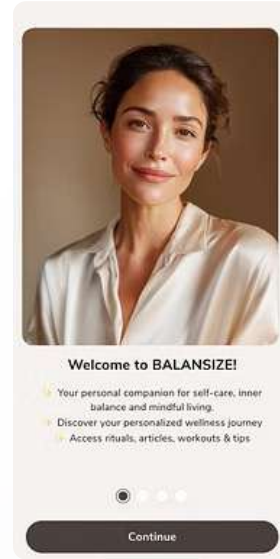 Welcome to BALANSIZE!
✨ Your personal companion for self-care, inner
balance and mindful living.
✨ Discover your personalized wellness journey
✨ Access rituals, articles, workouts & tips
Continue